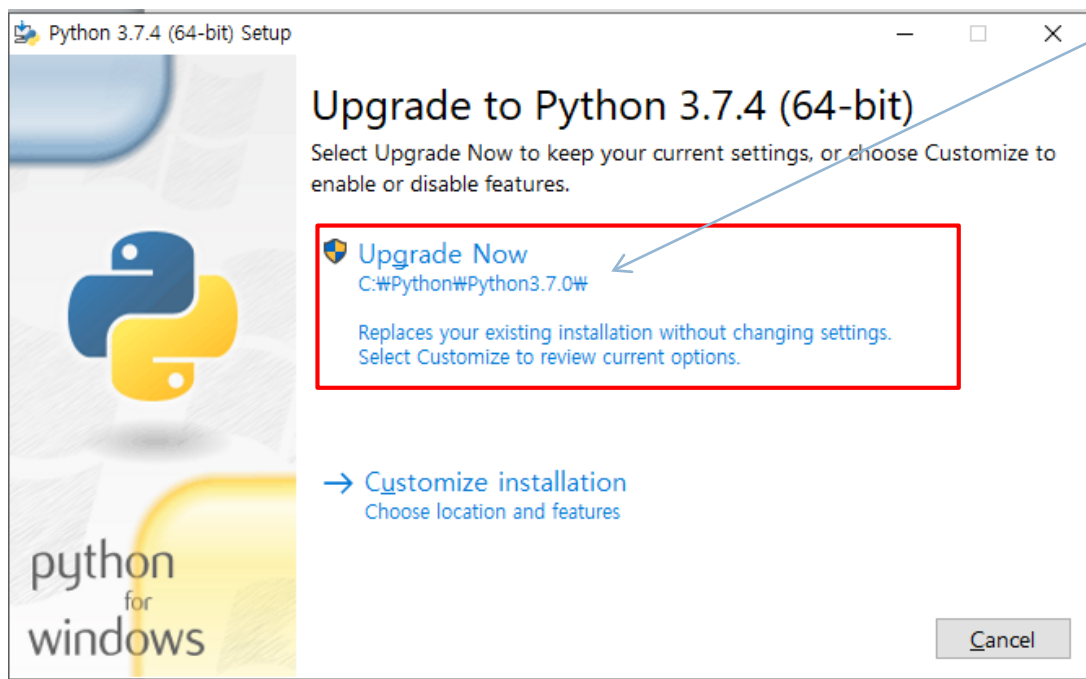 Python 3.7.4 (64-bit) Setup
Upgrade to Python 3.7.4 (64-bit)
Select Upgrade Now to keep your current settings, or choose Customize to
enable or disable features.
Upgrade Now
C:₩Python₩Python3.7.0₩
Replaces your existing installation without changing settings.
Select Customize to review current options.
Customize installation
Choose location and features
python
for
windows
Cancel